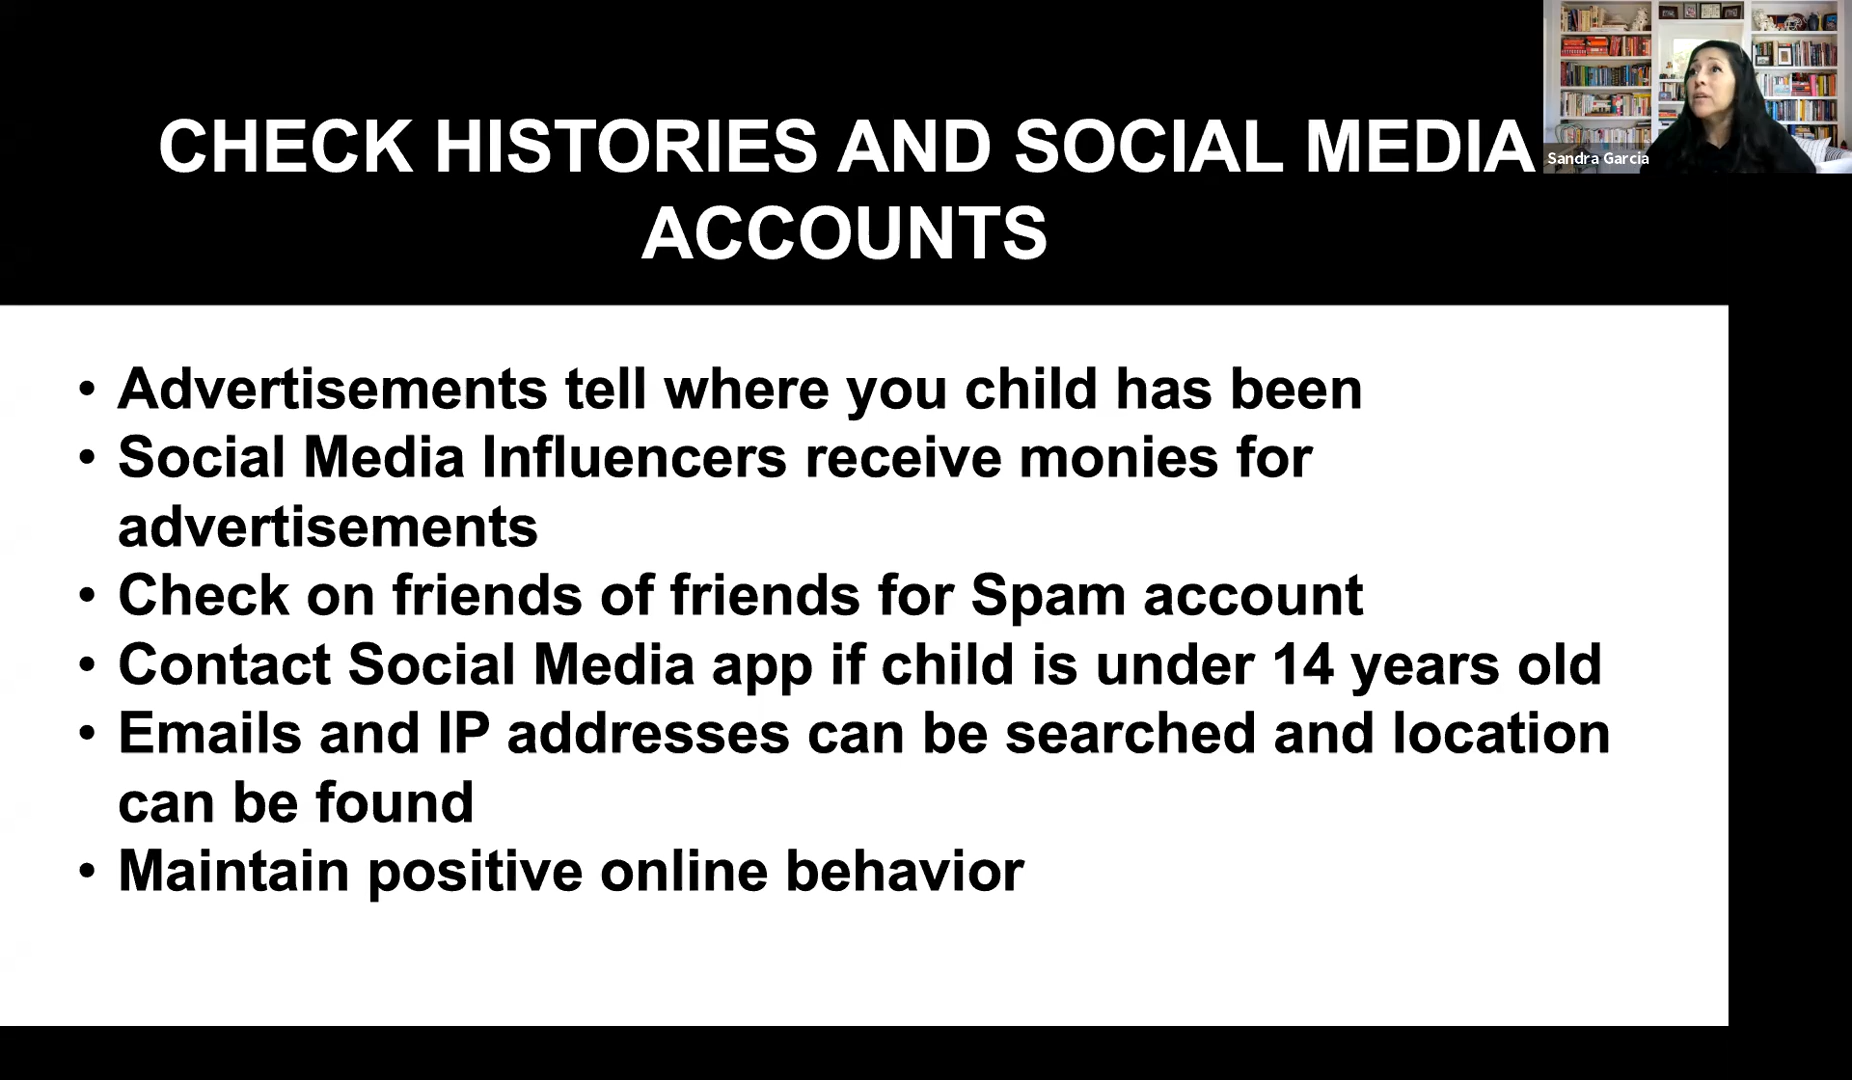 CHECK HISTORIES AND SOCIAL MEDIA
ACCOUNTS
Sandra Garcia
• Advertisements tell where you child has been
• Social Media Influencers receive monies for
advertisements
• Check on friends of friends for Spam account
• Contact Social Media app if child is under 14 years old
• Emails and IP addresses can be searched and location
can be found
• Maintain positive online behavior